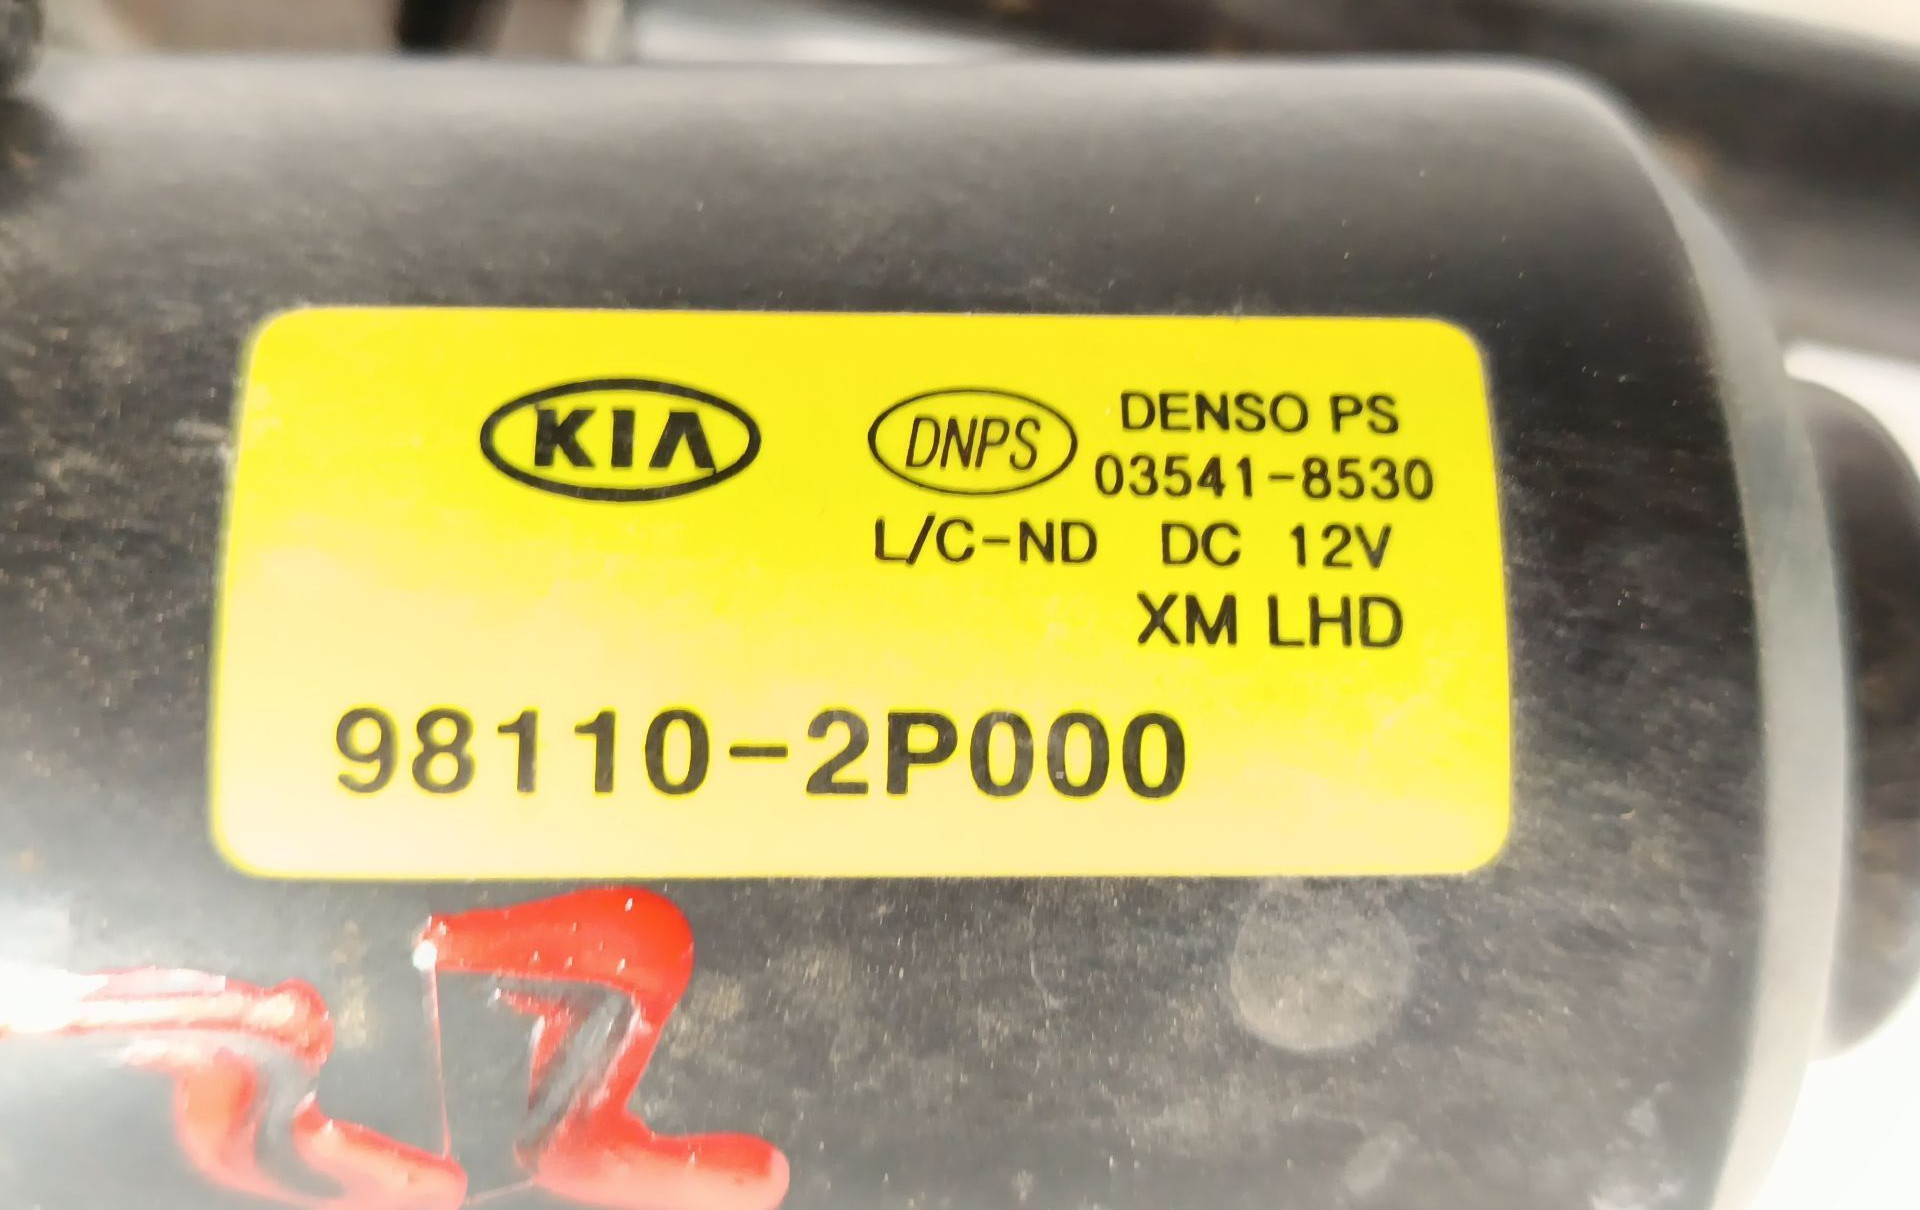 KIA
DNPS
DENSO PS
03541-8530
L/C-ND DC 12V
XM LHD
98110-2P000